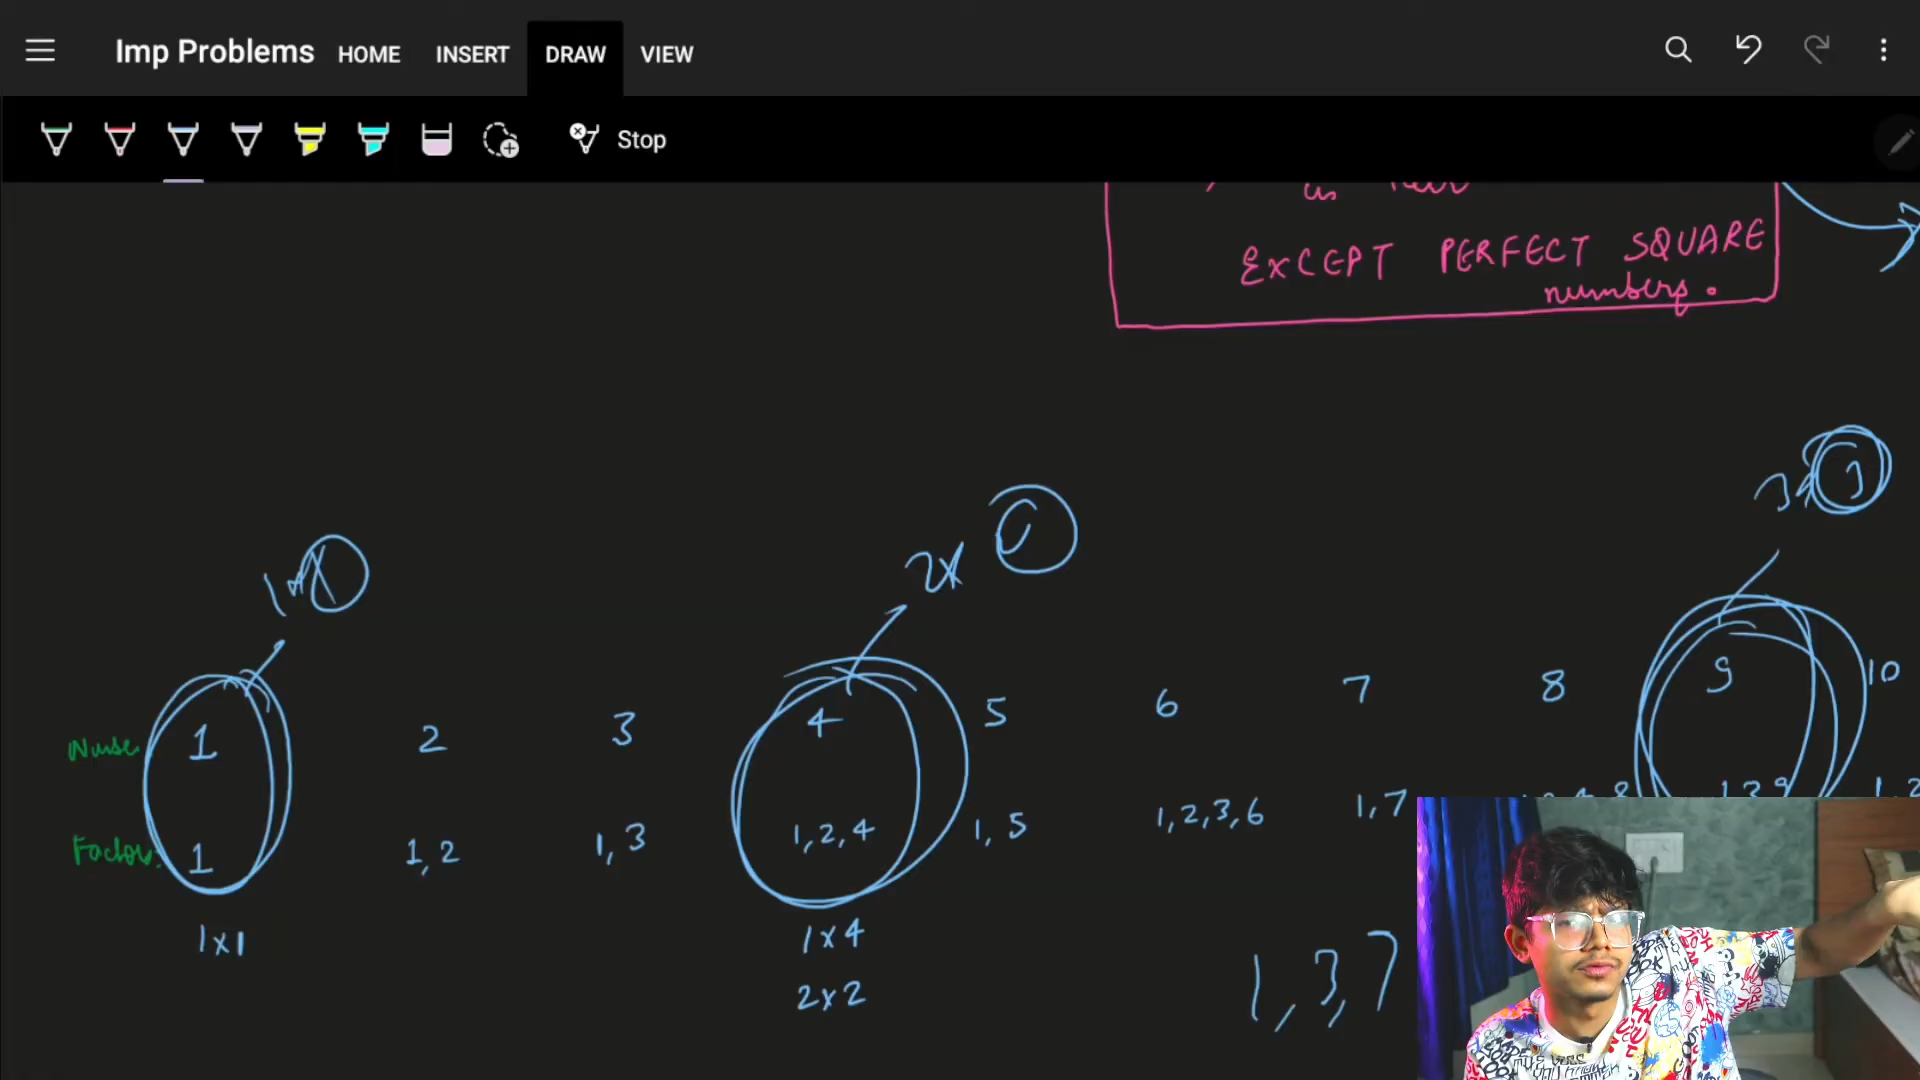 Imp Problems HOME INSERT DRAW VIEW
Stop
EXCEPT PERFECT SQUARE
numbers.
1x1
2x
3x3
1 2 3 4 5 6 7 8 9 10
Factors: 1 1,2 1,3 1,2,4 1,5 1,2,3,6 1,7
1x1 1x4
2x2
1,3,7